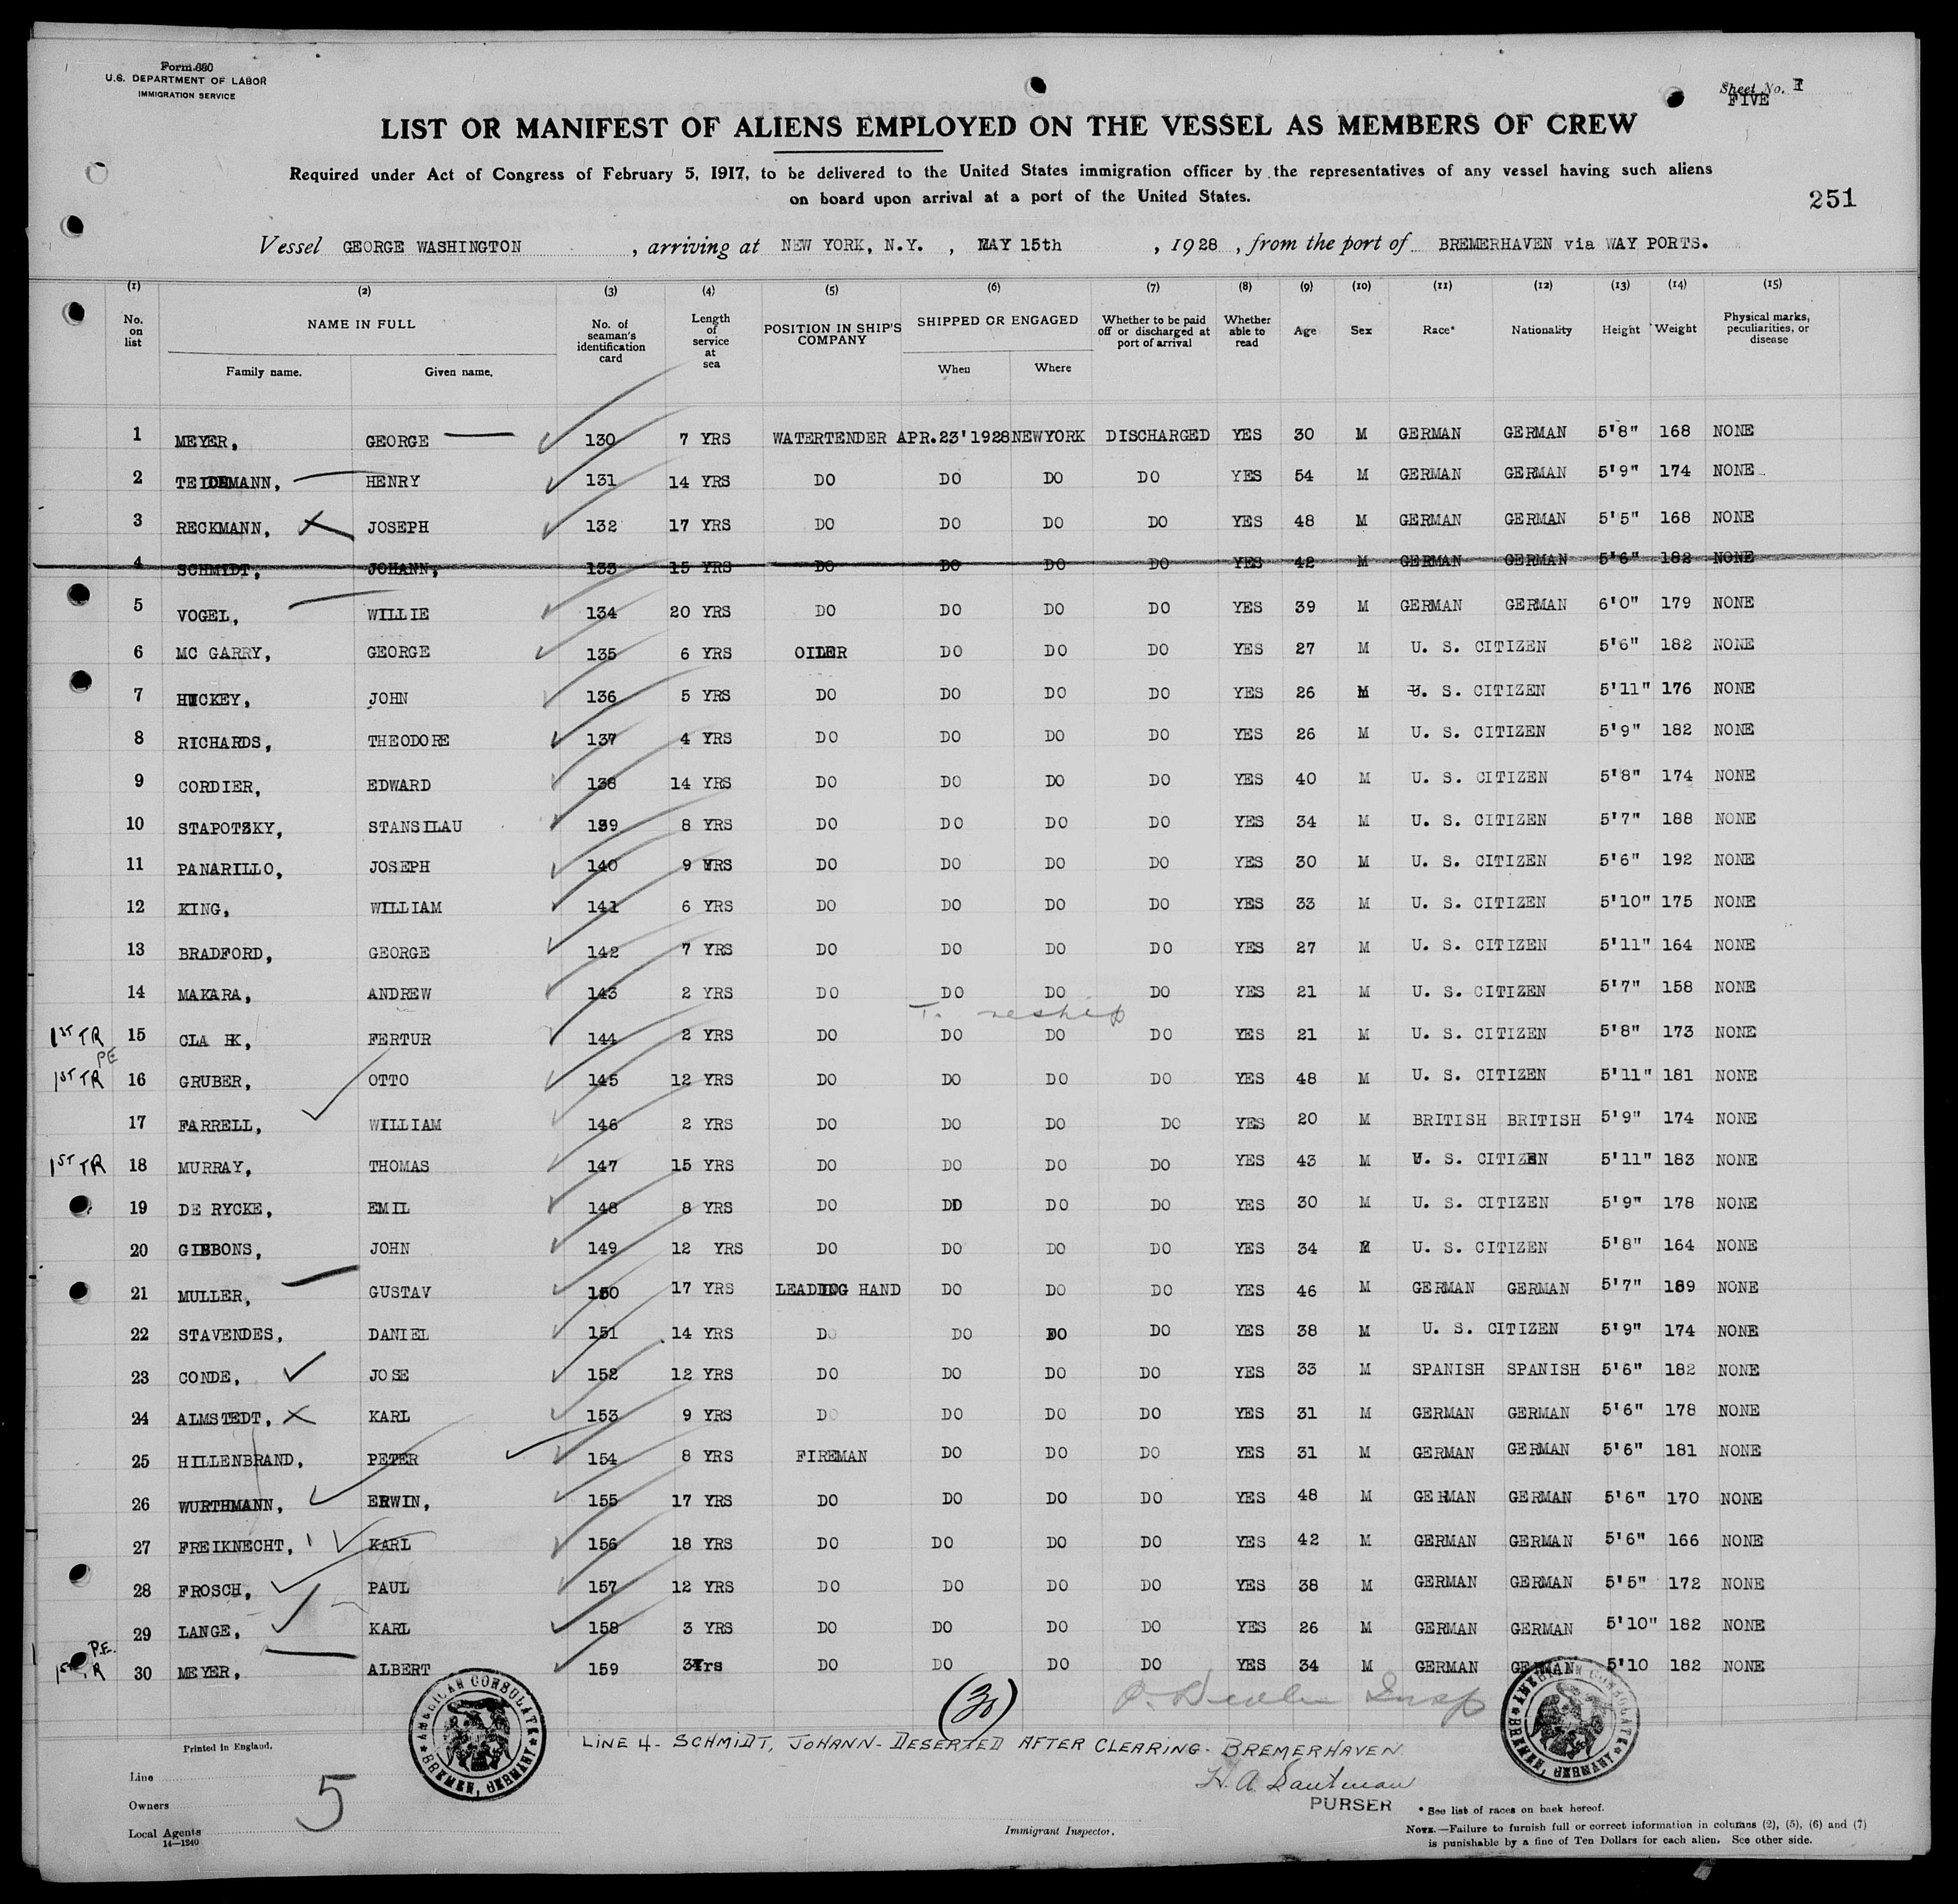 Form 680
U.S. DEPARTMENT OF LABOR
IMMIGRATION SERVICE
Sheet No.
FIVE
LIST OR MANIFEST OF ALIENS EMPLOYED ON THE VESSEL AS MEMBERS OF CREW
Required under Act of Congress of February 5, 1917, to be delivered to the United States immigration officer by the representatives of any vessel having such aliens
on board upon arrival at a port of the United States.
251
Vessel GEORGE WASHINGTON, arriving at NEW YORK, N.Y., MAY 15th, 1928, from the port of BREMERHAVEN via WAY PORTS.
(1) (2) (3) (4) (5) (6) (7) (8) (9) (10) (11) (12) (13) (14) (15)
No. on list NAME IN FULL Family name. Given name. No. of seaman's identification card Length of service at sea POSITION IN SHIP'S COMPANY SHIPPED OR ENGAGED When Where Whether to be paid off or discharged at port of arrival Whether able to read Age Sex Race* Nationality Height Weight Physical marks, peculiarities, or disease
1 MEYER, GEORGE 130 7 YRS WATERTENDER APR.23'1928 NEWYORK DISCHARGED YES 30 M GERMAN GERMAN 5'8" 168 NONE
2 HENRY 131 14 YRS DO DO DO DO YES 54 M GERMAN GERMAN 5'9" 174 NONE
3 RECKMANN, JOSEPH 132 17 YRS DO DO DO DO YES 48 M GERMAN GERMAN 5'5" 168 NONE
4 SCHMIDT, JOHANN, 133 15 YRS DO DO DO DO YES 42 M GERMAN GERMAN 5'6" 182 NONE
5 VOGEL, WILLIE 134 20 YRS DO DO DO DO YES 39 M GERMAN GERMAN 6'0" 179 NONE
6 MC GARRY, GEORGE 135 6 YRS OILER DO DO DO YES 27 M U. S. CITIZEN 5'6" 182 NONE
7 JOHN 136 5 YRS DO DO DO DO YES 26 M U. S. CITIZEN 5'11" 176 NONE
8 RICHARDS, THEODORE 137 4 YRS DO DO DO DO YES 26 M U. S. CITIZEN 5'9" 182 NONE
9 CORDIER, EDWARD 138 14 YRS DO DO DO DO YES 40 M U. S. CITIZEN 5'8" 174 NONE
10 STAPOTSKY, STANSILAU 139 8 YRS DO DO DO DO YES 34 M U. S. CITIZEN 5'7" 188 NONE
11 PANARILLO, JOSEPH 140 9 YRS DO DO DO DO YES 30 M U. S. CITIZEN 5'6" 192 NONE
12 KING, WILLIAM 141 6 YRS DO DO DO DO YES 33 M U. S. CITIZEN 5'10" 175 NONE
13 BRADFORD, GEORGE 142 7 YRS DO DO DO DO YES 27 M U. S. CITIZEN 5'11" 164 NONE
14 MAKARA, ANDREW 143 2 YRS DO DO DO DO YES 21 M U. S. CITIZEN 5'7" 158 NONE
To reship
1ST TR 15 FERTUR 144 2 YRS DO DO DO DO YES 21 M U. S. CITIZEN 5'8" 173 NONE
PE
1ST TR 16 GRUBER, OTTO 145 12 YRS DO DO DO DO YES 48 M U. S. CITIZEN 5'11" 181 NONE
17 FARRELL, WILLIAM 146 2 YRS DO DO DO DO YES 20 M BRITISH BRITISH 5'9" 174 NONE
1ST TR 18 MURRAY, THOMAS 147 15 YRS DO DO DO DO YES 43 M U. S. CITIZEN 5'11" 183 NONE
19 DE RYCKE, EMIL 148 8 YRS DO DO DO DO YES 30 M U. S. CITIZEN 5'9" 178 NONE
20 GIBBONS, JOHN 149 12 YRS DO DO DO DO YES 34 M U. S. CITIZEN 5'8" 164 NONE
21 MULLER, GUSTAV 150 17 YRS LEADING HAND DO DO DO YES 46 M GERMAN GERMAN 5'7" 189 NONE
22 STAVENDES, DANIEL 151 14 YRS DO DO DO DO YES 38 M U. S. CITIZEN 5'9" 174 NONE
23 CONDE, JOSE 152 12 YRS DO DO DO DO YES 33 M SPANISH SPANISH 5'6" 182 NONE
24 ALMSTEDT, KARL 153 9 YRS DO DO DO DO YES 31 M GERMAN GERMAN 5'6" 178 NONE
25 HILLENBRAND, PETER 154 8 YRS FIREMAN DO DO DO YES 31 M GERMAN GERMAN 5'6" 181 NONE
26 WURTHMANN, ERWIN, 155 17 YRS DO DO DO DO YES 48 M GERMAN GERMAN 5'6" 170 NONE
27 FREIKNECHT, KARL 156 18 YRS DO DO DO DO YES 42 M GERMAN GERMAN 5'6" 166 NONE
28 FROSCH, PAUL 157 12 YRS DO DO DO DO YES 38 M GERMAN GERMAN 5'5" 172 NONE
29 LANGE, KARL 158 3 YRS DO DO DO DO YES 26 M GERMAN GERMAN 5'10" 182 NONE
P.E.
30 MEYER, ALBERT 159 DO DO DO DO YES 34 M GERMAN GERMAN 5'10 182 NONE
30
AMERICAN CONSULATE BREMEN, GERMANY
AMERICAN CONSULATE BREMEN, GERMANY
LINE 4- SCHMIDT, JOHANN- DESERTED AFTER CLEARING- BREMERHAVEN
PURSER
Printed in England.
Line
Owners
Local Agents
14—1240
5
Immigrant Inspector.
* See list of races on back hereof.
NOTE.—Failure to furnish full or correct information in columns (2), (5), (6) and (7)
is punishable by a fine of Ten Dollars for each alien. See other side.